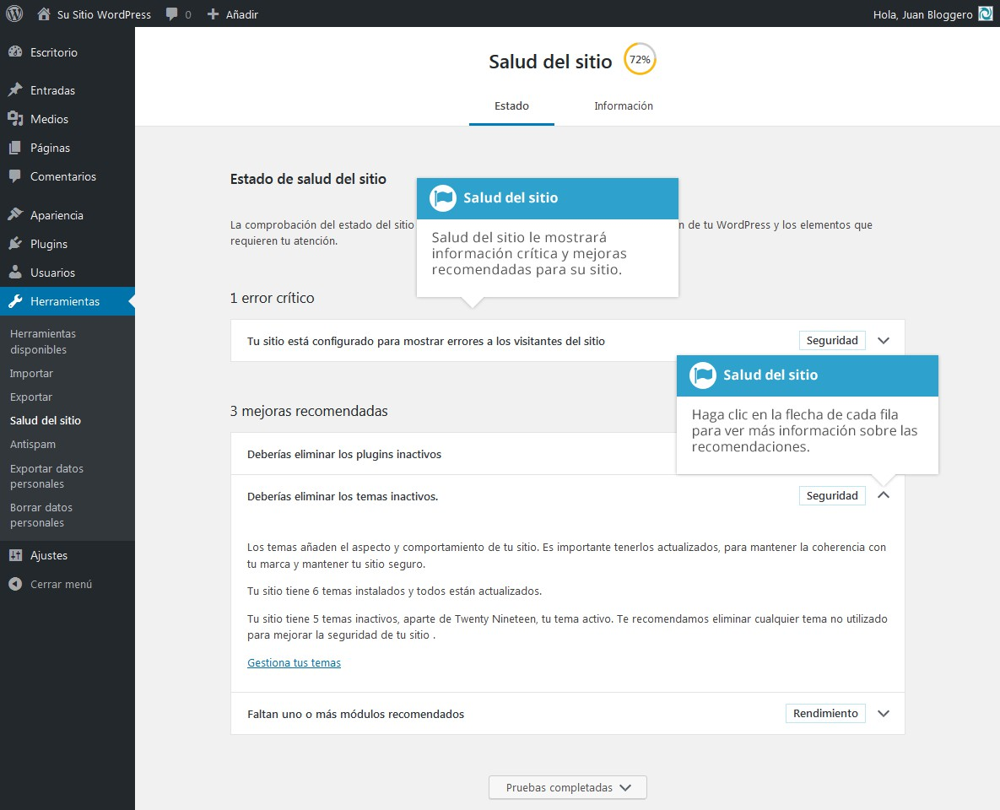 Su Sitio WordPress 0 Añadir Hola, Juan Bloggero
Escritorio
Entradas
Medios
Páginas
Comentarios
Apariencia
Plugins
Usuarios
Herramientas
Herramientas
disponibles
Importar
Exportar
Salud del sitio
Antispam
Exportar datos
personales
Borrar datos
personales
Ajustes
Cerrar menú
Salud del sitio 72%
Estado Información
Estado de salud del sitio
La comprobación del estado del sitio
n de tu WordPress y los elementos que
requieren tu atención.
Salud del sitio
Salud del sitio le mostrará
información crítica y mejoras
recomendadas para su sitio.
1 error crítico
Tu sitio está configurado para mostrar errores a los visitantes del sitio Seguridad
3 mejoras recomendadas
Salud del sitio
Haga clic en la flecha de cada fila
para ver más información sobre las
recomendaciones.
Deberías eliminar los plugins inactivos
Deberías eliminar los temas inactivos. Seguridad
Los temas añaden el aspecto y comportamiento de tu sitio. Es importante tenerlos actualizados, para mantener la coherencia con
tu marca y mantener tu sitio seguro.
Tu sitio tiene 6 temas instalados y todos están actualizados.
Tu sitio tiene 5 temas inactivos, aparte de Twenty Nineteen, tu tema activo. Te recomendamos eliminar cualquier tema no utilizado
para mejorar la seguridad de tu sitio .
Gestiona tus temas
Faltan uno o más módulos recomendados Rendimiento
Pruebas completadas